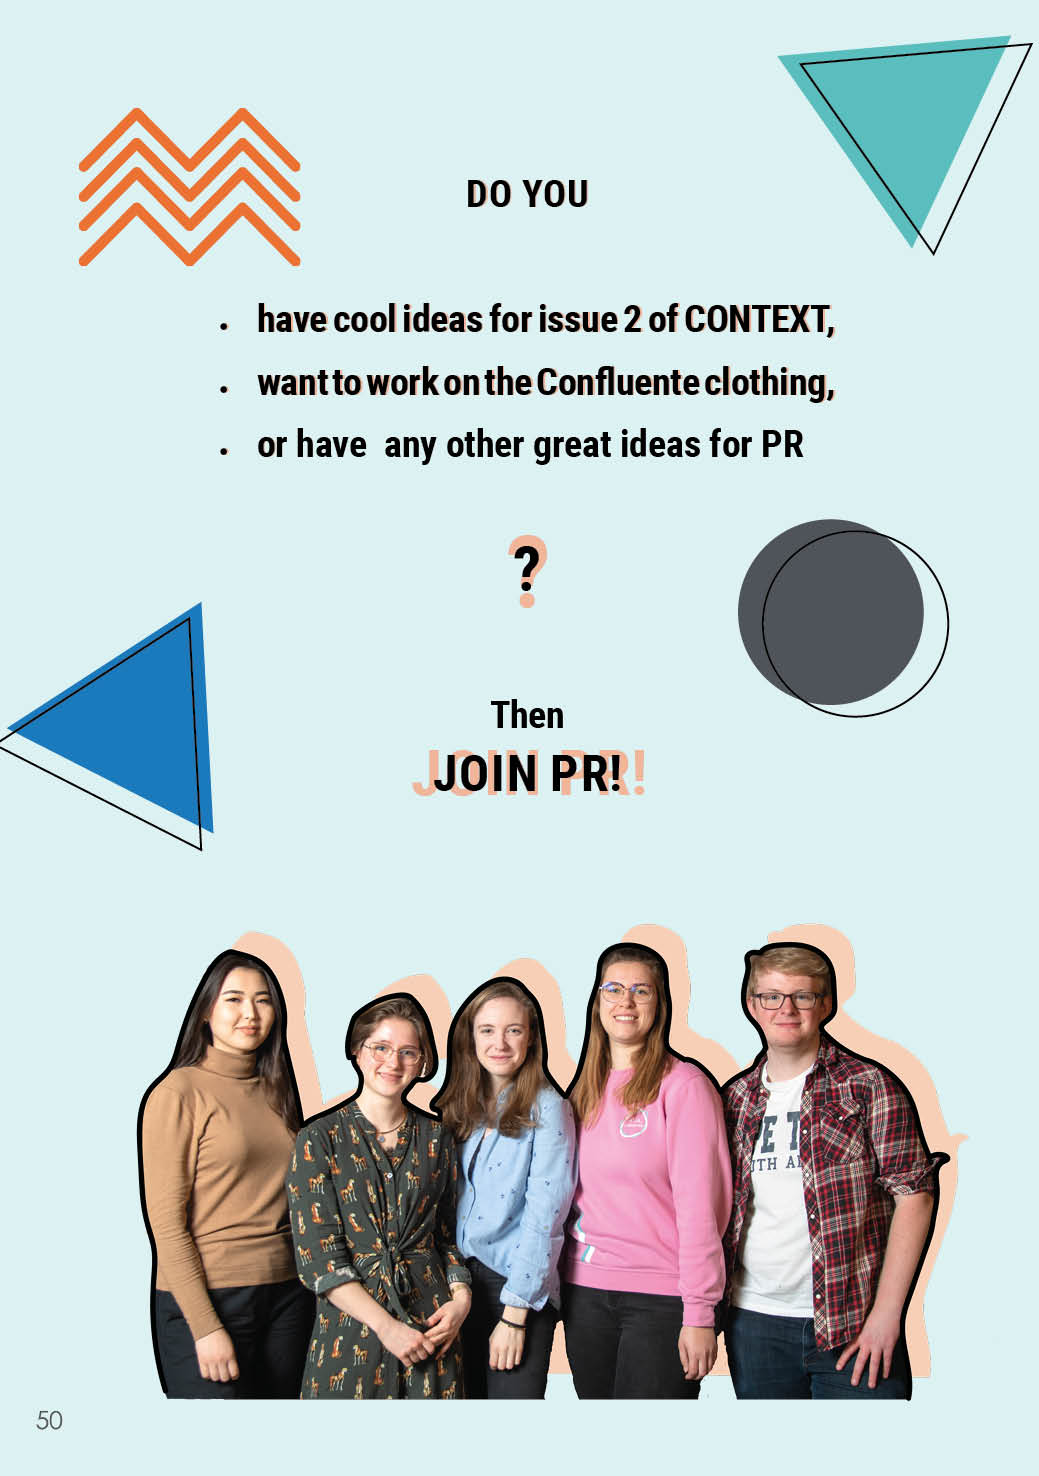 DO YOU
• have cool ideas for issue 2 of CONTEXT,
• want to work on the Confluente clothing,
• or have any other great ideas for PR
?
Then
JOIN PR!
50